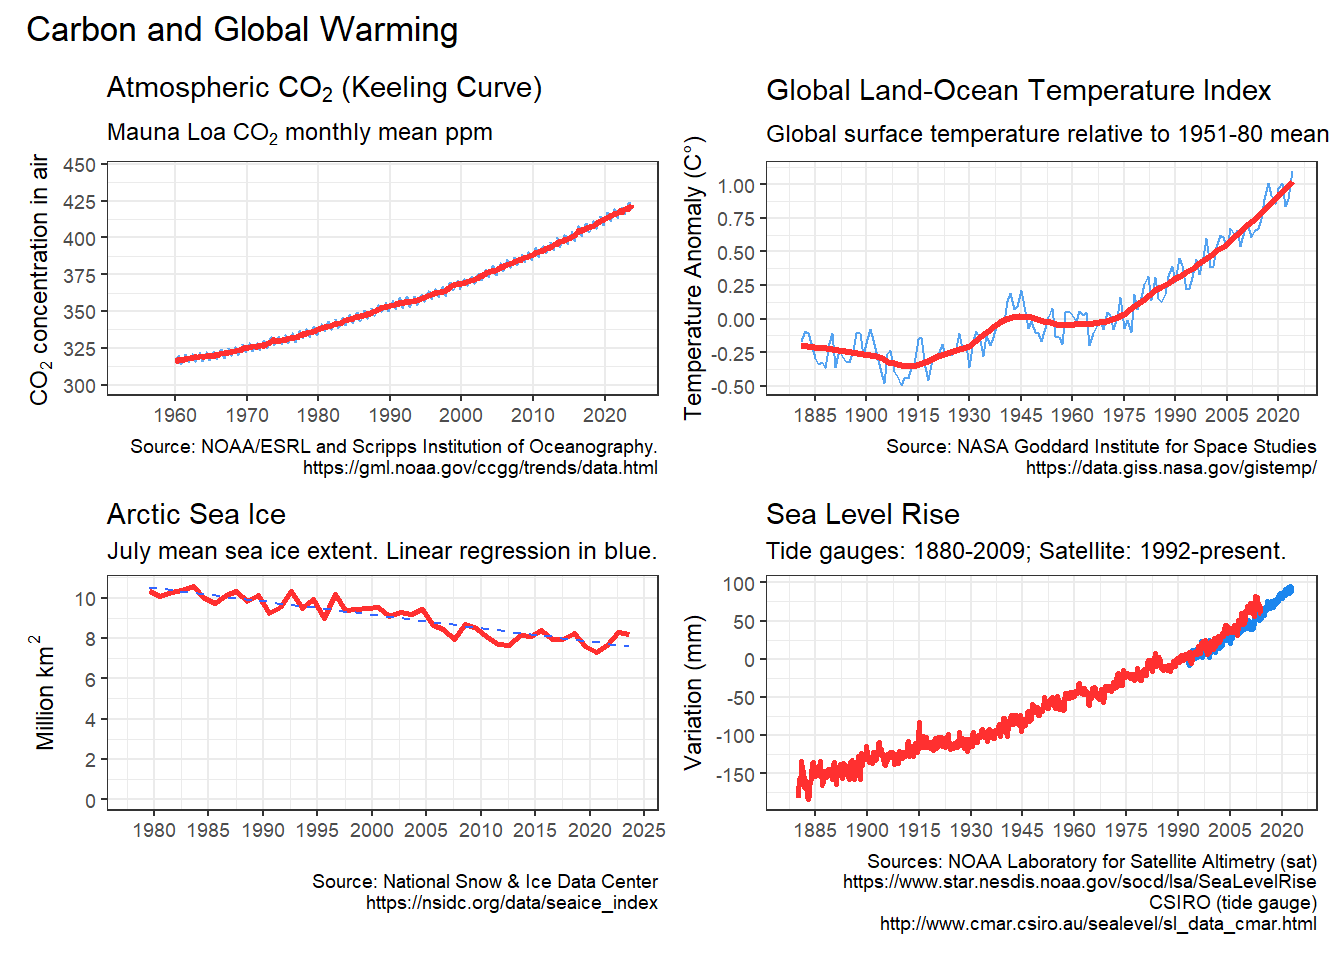 Carbon and Global Warming
Atmospheric CO₂ (Keeling Curve)
Mauna Loa CO₂ monthly mean ppm
CO₂ concentration in air
450
425
400
375
350
325
300
1960 1970 1980 1990 2000 2010 2020
Source: NOAA/ESRL and Scripps Institution of Oceanography.
https://gml.noaa.gov/ccgg/trends/data.html
Global Land-Ocean Temperature Index
Global surface temperature relative to 1951-80 mean
Temperature Anomaly (C°)
1.00
0.75
0.50
0.25
0.00
-0.25
-0.50
1885 1900 1915 1930 1945 1960 1975 1990 2005 2020
Source: NASA Goddard Institute for Space Studies
https://data.giss.nasa.gov/gistemp/
Arctic Sea Ice
July mean sea ice extent. Linear regression in blue.
Million km²
10
8
6
4
2
0
1980 1985 1990 1995 2000 2005 2010 2015 2020 2025
Source: National Snow & Ice Data Center
https://nsidc.org/data/seaice_index
Sea Level Rise
Tide gauges: 1880-2009; Satellite: 1992-present.
Variation (mm)
100
50
0
-50
-100
-150
1885 1900 1915 1930 1945 1960 1975 1990 2005 2020
Sources: NOAA Laboratory for Satellite Altimetry (sat)
https://www.star.nesdis.noaa.gov/socd/lsa/SeaLevelRise
CSIRO (tide gauge)
http://www.cmar.csiro.au/sealevel/sl_data_cmar.html